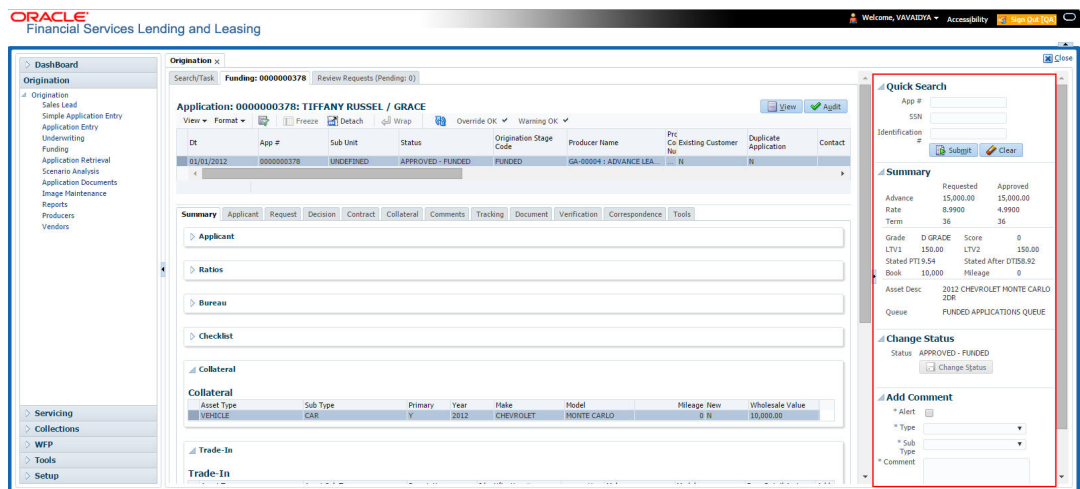 ORACLE
Financial Services Lending and Leasing
Welcome, VAVAIDYA Accessibility Sign Out [QA]
Close
DashBoard
Origination
Origination
Sales Lead
Simple Application Entry
Application Entry
Underwriting
Funding
Application Retrieval
Scenario Analysis
Application Documents
Image Maintenance
Reports
Producers
Vendors
Servicing
Collections
WFP
Tools
Setup
Origination x
Search/Task Funding: 0000000378 Review Requests (Pending: 0)
Application: 0000000378: TIFFANY RUSSEL / GRACE
View Audit
View Format Freeze Detach Wrap Override OK Warning OK
Dt App # Sub Unit Status Origination Stage Code Producer Name Prc Co Nu Existing Customer Duplicate Application Contact
01/01/2012 0000000378 UNDEFINED APPROVED - FUNDED FUNDED GA-00004 : ADVANCE LEA... ... N N
Summary Applicant Request Decision Contract Collateral Comments Tracking Document Verification Correspondence Tools
Applicant
Ratios
Bureau
Checklist
Collateral
Collateral
Asset Type Sub Type Primary Year Make Model Mileage New Wholesale Value
VEHICLE CAR Y 2012 CHEVROLET MONTE CARLO 0 N 10,000.00
Trade-In
Trade-In
Quick Search
App #
SSN
Identification #
Submit Clear
Summary
Requested Approved
Advance 15,000.00 15,000.00
Rate 8.9900 4.9900
Term 36 36
Grade D GRADE Score 0
LTV1 150.00 LTV2 150.00
Stated PTI 9.54 Stated After DTI 58.92
Book 10,000 Mileage 0
Asset Desc 2012 CHEVROLET MONTE CARLO 2DR
Queue FUNDED APPLICATIONS QUEUE
Change Status
Status APPROVED - FUNDED
Change Status
Add Comment
* Alert
* Type
* Sub Type
* Comment